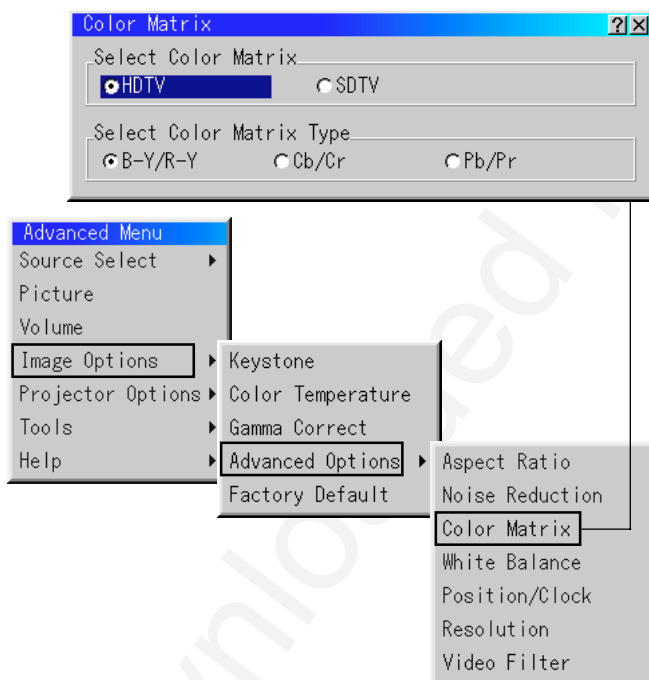 Color Matrix ? ×
Select Color Matrix
HDTV SDTV
Select Color Matrix Type
B-Y/R-Y Cb/Cr Pb/Pr
Advanced Menu
Source Select
Picture
Volume
Image Options
Projector Options
Tools
Help
Keystone
Color Temperature
Gamma Correct
Advanced Options
Factory Default
Aspect Ratio
Noise Reduction
Color Matrix
White Balance
Position/Clock
Resolution
Video Filter